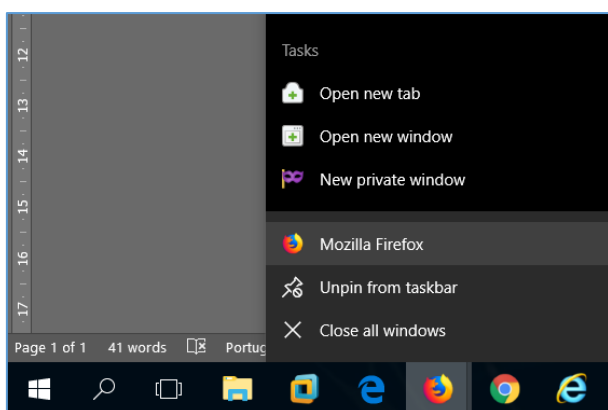 12
13
14
15
16
17
Tasks
Open new tab
Open new window
New private window
Mozilla Firefox
Unpin from taskbar
Close all windows
Page 1 of 1 41 words Portug